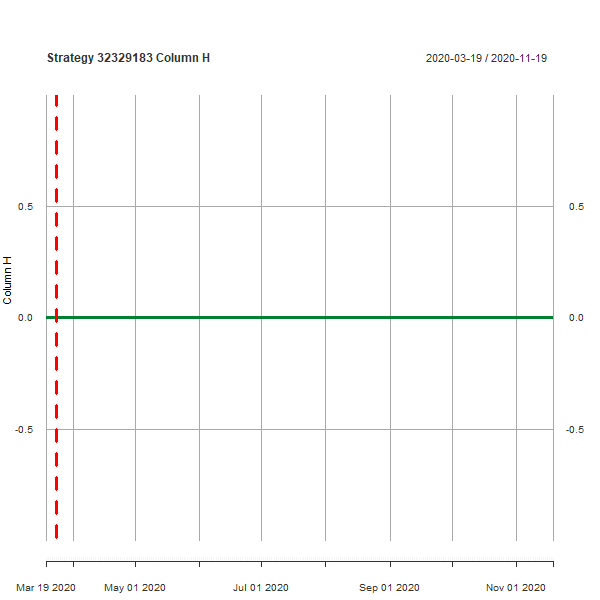 Strategy 32329183 Column H
2020-03-19 / 2020-11-19
0.5
0.5
Column H
0.0
0.0
-0.5
-0.5
Mar 19 2020
May 01 2020
Jul 01 2020
Sep 01 2020
Nov 01 2020